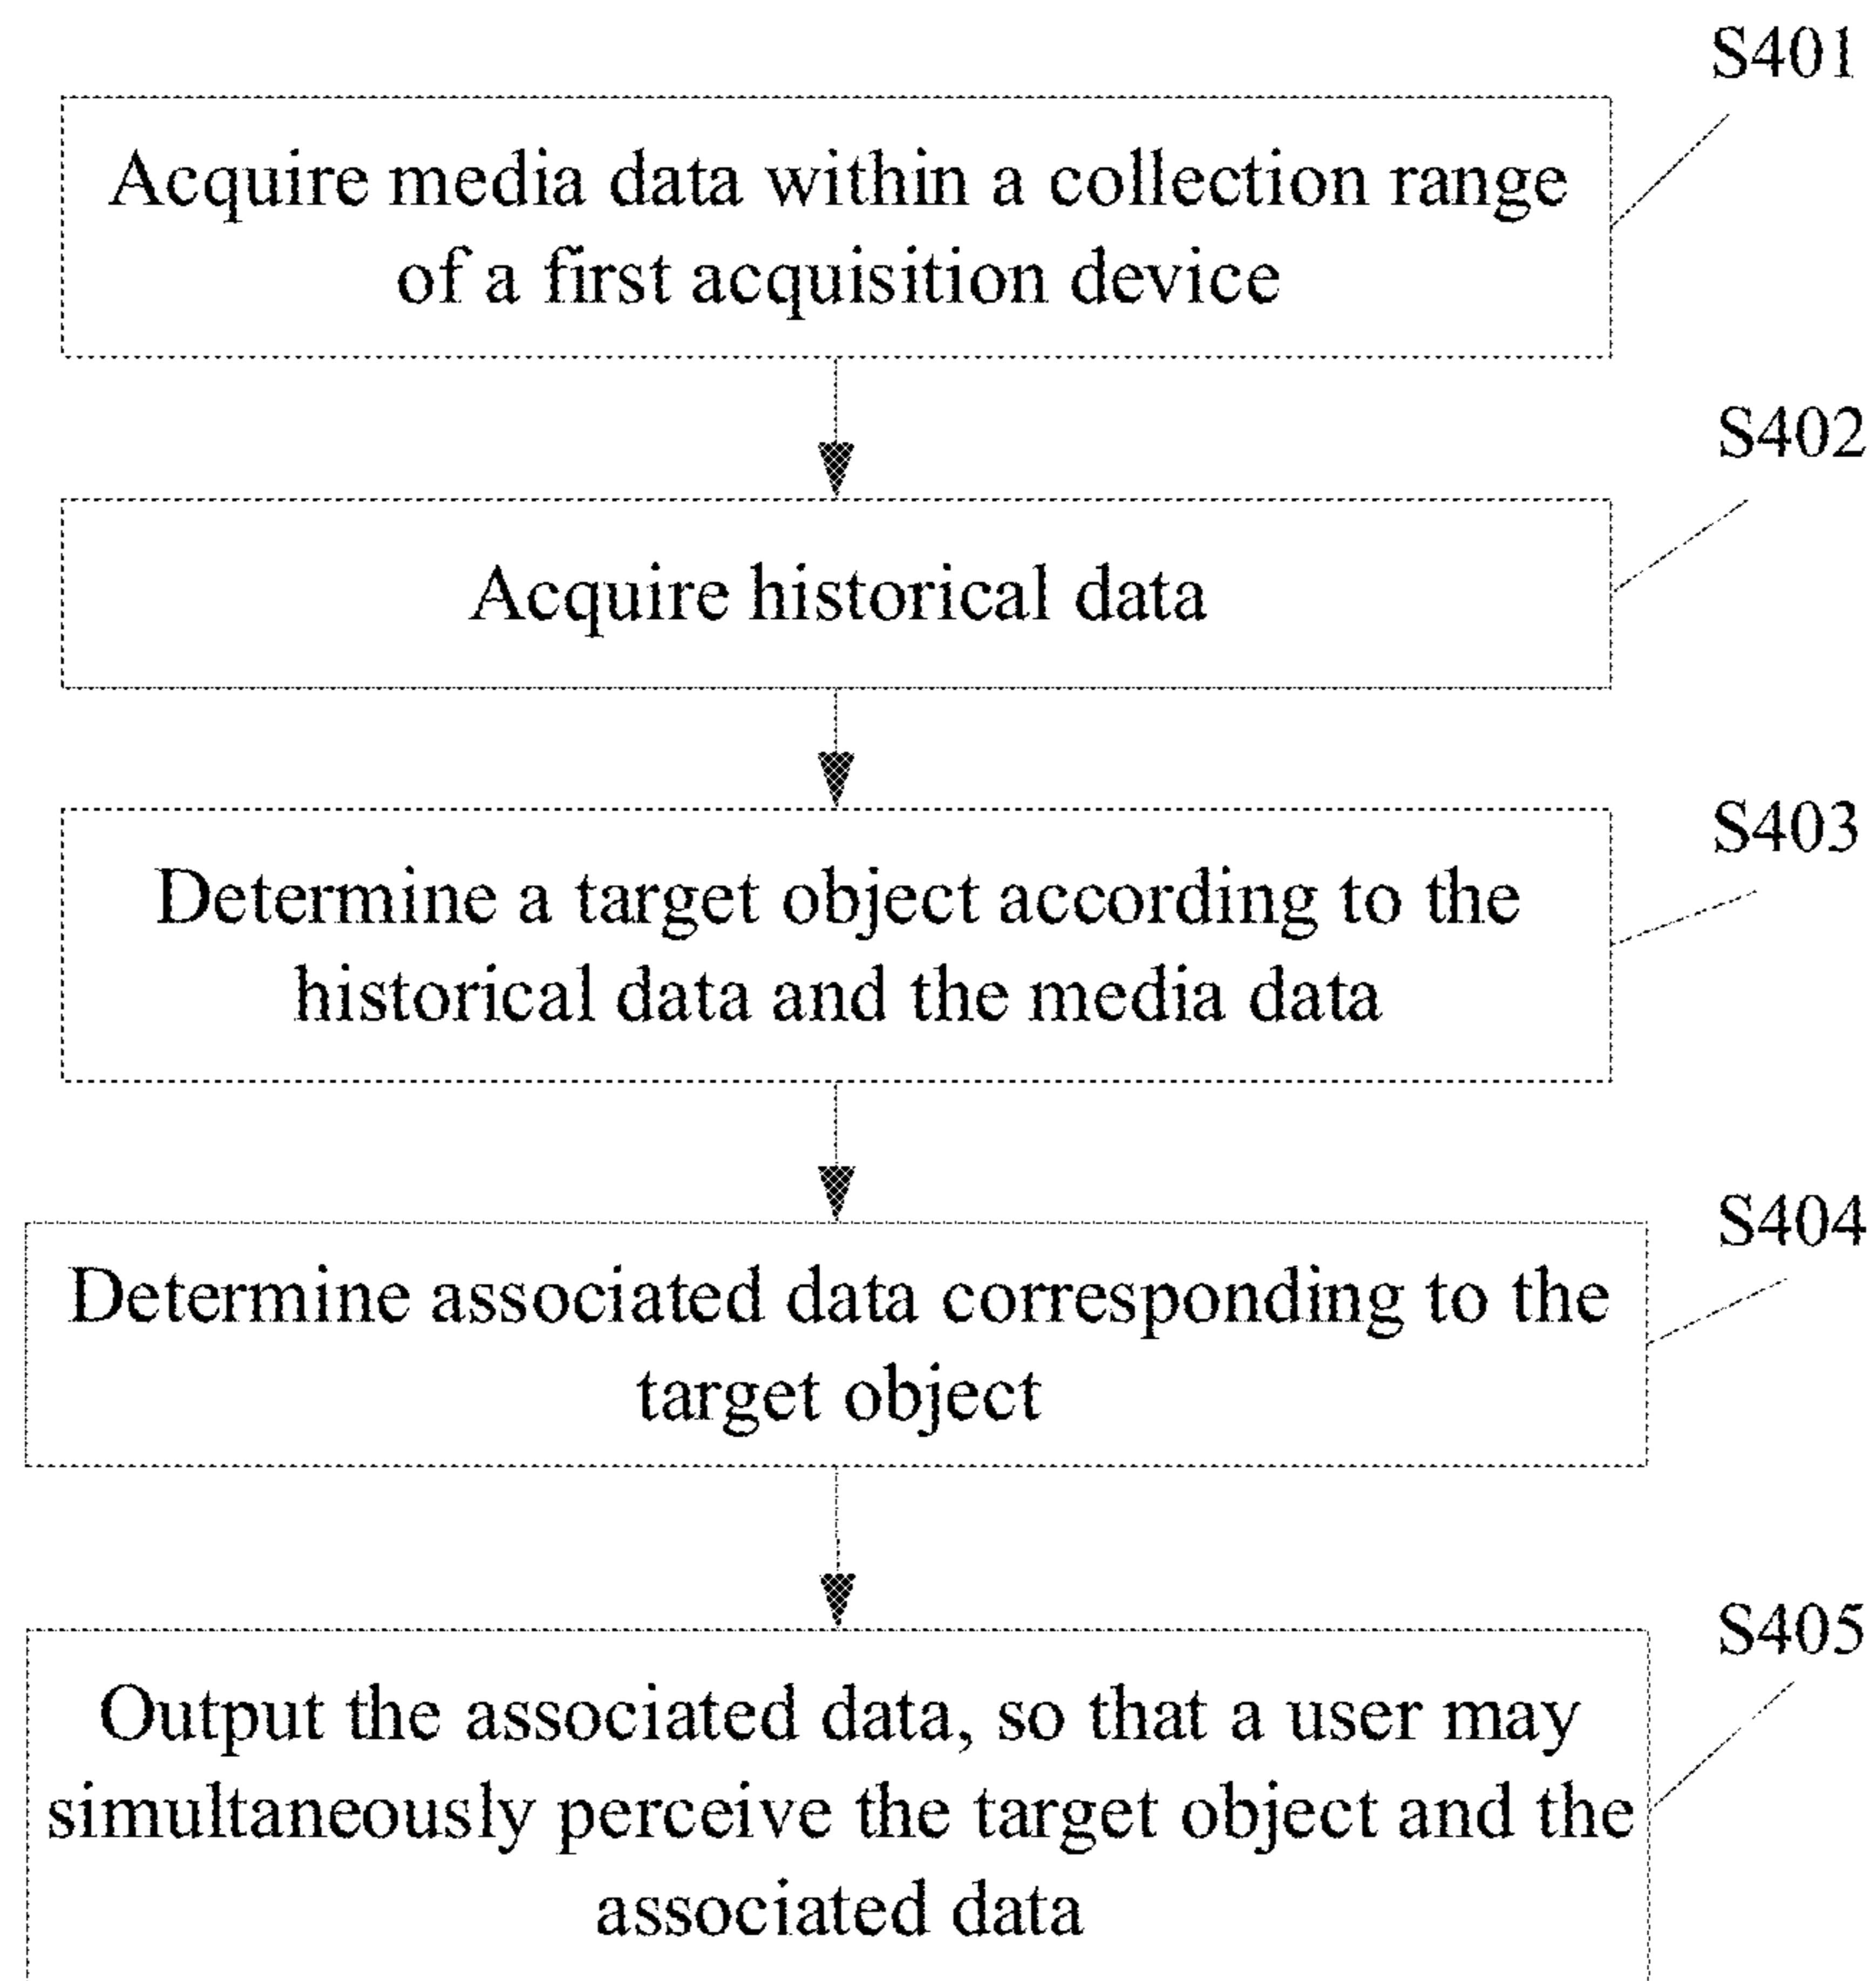 S401
Acquire media data within a collection range
of a first acquisition device
S402
Acquire historical data
S403
Determine a target object according to the
historical data and the media data
S404
Determine associated data corresponding to the
target object
S405
Output the associated data, so that a user may
simultaneously perceive the target object and the
associated data